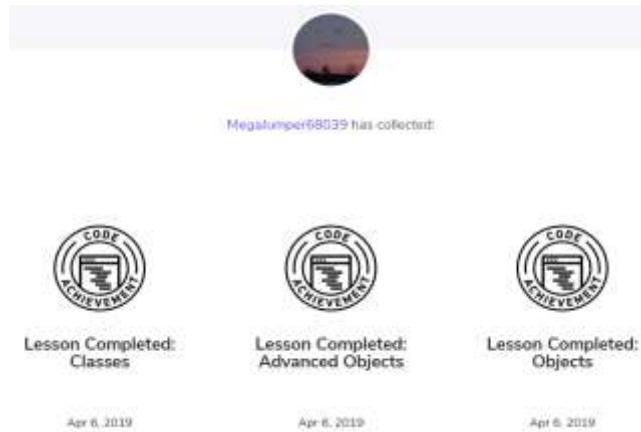 MegaJumper68039 has collected:
CODE ACHIEVEMENT
CODE ACHIEVEMENT
CODE ACHIEVEMENT
Lesson Completed:
Classes
Lesson Completed:
Advanced Objects
Lesson Completed:
Objects
Apr 6, 2019
Apr 6, 2019
Apr 6, 2019